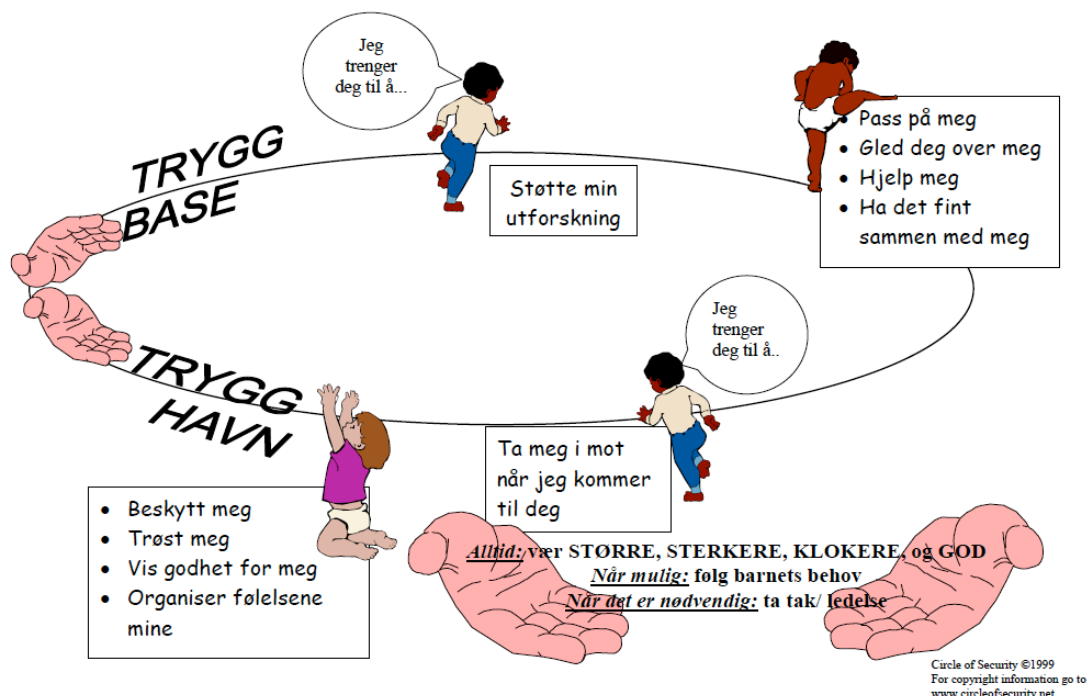 Jeg
trenger
deg til å...
TRYGG
BASE
Støtte min
utforskning
• Pass på meg
• Gled deg over meg
• Hjelp meg
• Ha det fint
sammen med meg
Jeg
trenger
deg til å..
TRYGG
HAVN
Ta meg i mot
når jeg kommer
til deg
• Beskytt meg
• Trøst meg
• Vis godhet for meg
• Organiser følelsene
mine
Alltid: vær STØRRE, STERKERE, KLOKERE, og GOD
Når mulig: følg barnets behov
Når det er nødvendig: ta tak/ ledelse
Circle of Security ©1999
For copyright information go to
www.circleofsecurity.net